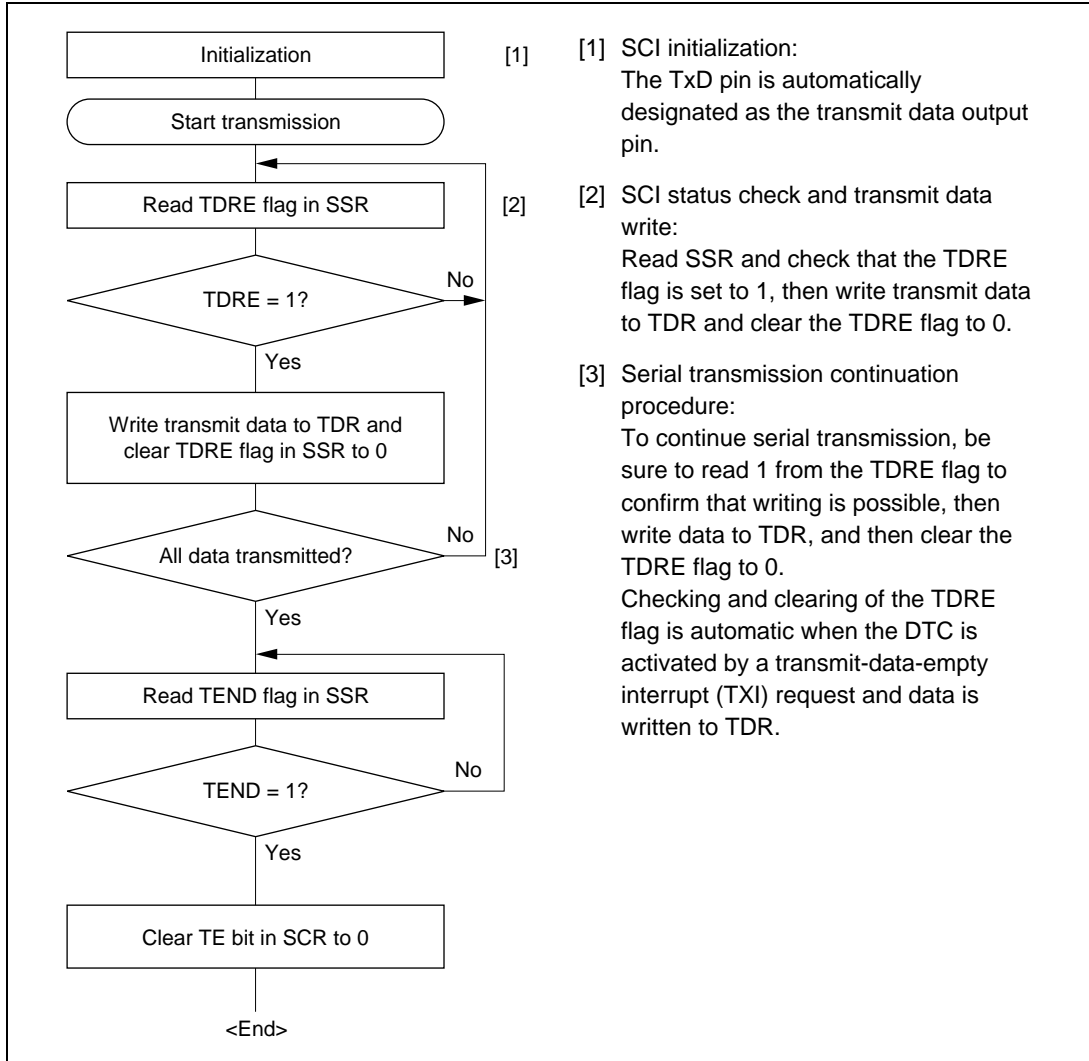 Initialization
[1]
Start transmission
Read TDRE flag in SSR
[2]
TDRE = 1?
No
Yes
Write transmit data to TDR and
clear TDRE flag in SSR to 0
All data transmitted?
No
[3]
Yes
Read TEND flag in SSR
TEND = 1?
No
Yes
Clear TE bit in SCR to 0
<End>
[1] SCI initialization:
The TxD pin is automatically
designated as the transmit data output
pin.
[2] SCI status check and transmit data
write:
Read SSR and check that the TDRE
flag is set to 1, then write transmit data
to TDR and clear the TDRE flag to 0.
[3] Serial transmission continuation
procedure:
To continue serial transmission, be
sure to read 1 from the TDRE flag to
confirm that writing is possible, then
write data to TDR, and then clear the
TDRE flag to 0.
Checking and clearing of the TDRE
flag is automatic when the DTC is
activated by a transmit-data-empty
interrupt (TXI) request and data is
written to TDR.